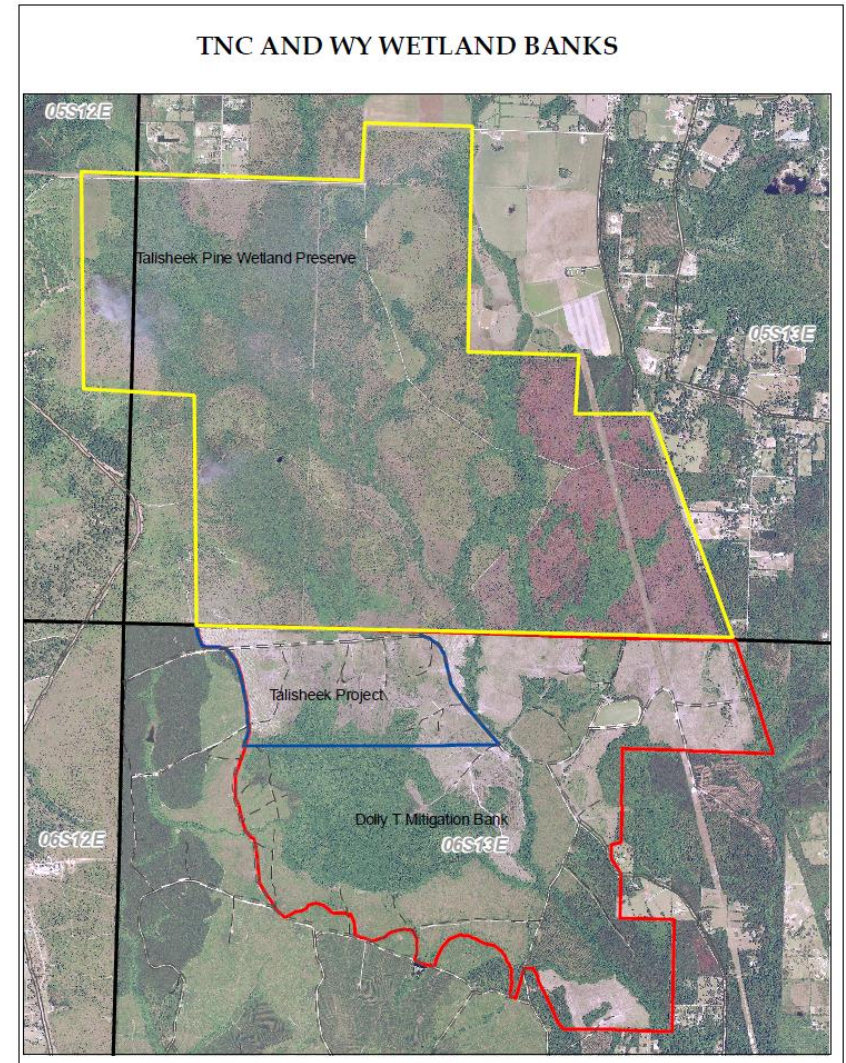 TNC AND WY WETLAND BANKS
05S12E
Talisheek Pine Wetland Preserve
05S13E
Talisheek Project
Dolly T Mitigation Bank
06S12E
06S13E